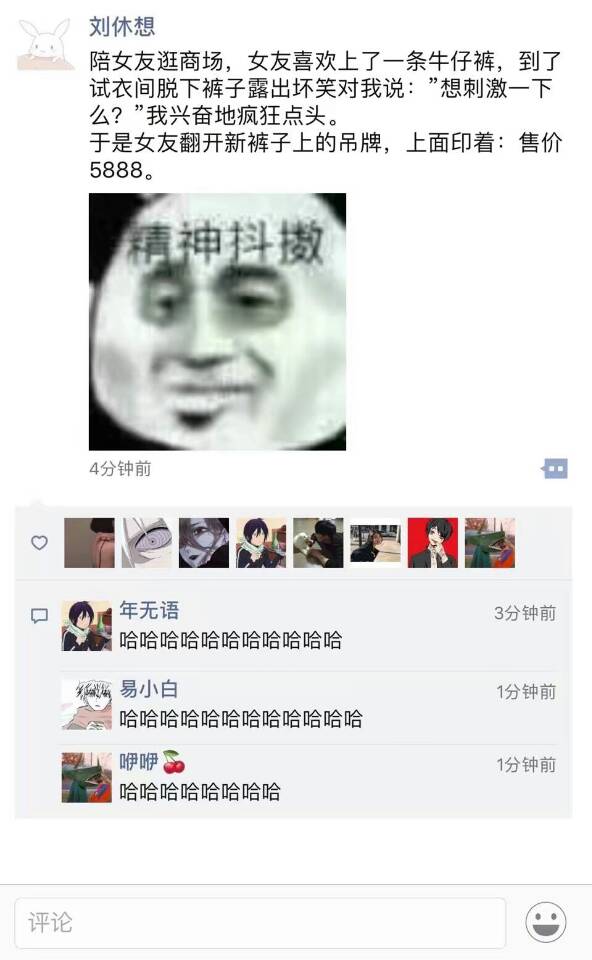 刘休想
陪女友逛商场，女友喜欢上了一条牛仔裤，到了
试衣间脱下裤子露出坏笑对我说：”想刺激一下
么？”我兴奋地疯狂点头。
于是女友翻开新裤子上的吊牌，上面印着：售价
5888。
精神抖擞
4分钟前
年无语
3分钟前
哈哈哈哈哈哈哈哈哈哈哈
易小白
1分钟前
哈哈哈哈哈哈哈哈哈哈哈哈
咿咿🍒
1分钟前
哈哈哈哈哈哈哈哈
评论